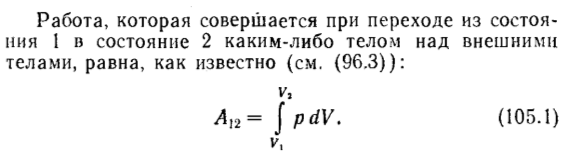 Работа, которая совершается при переходе из состоя-
ния 1 в состояние 2 каким-либо телом над внешними
телами, равна, как известно (см. (96.3)):
A₁₂ = ∫_{V₁}^{V₂} p dV. (105.1)